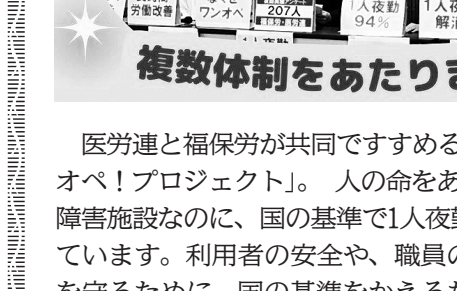 労働改善
ワンオペ
207人
1人夜勤
94%
複数体制をあたりま
医労連と福保労が共同ですすめる
オペ！プロジェクト」。 人の命をあ
障害施設なのに、国の基準で1人夜勤
ています。利用者の安全や、職員の
を守るために、国の基準をかえるた